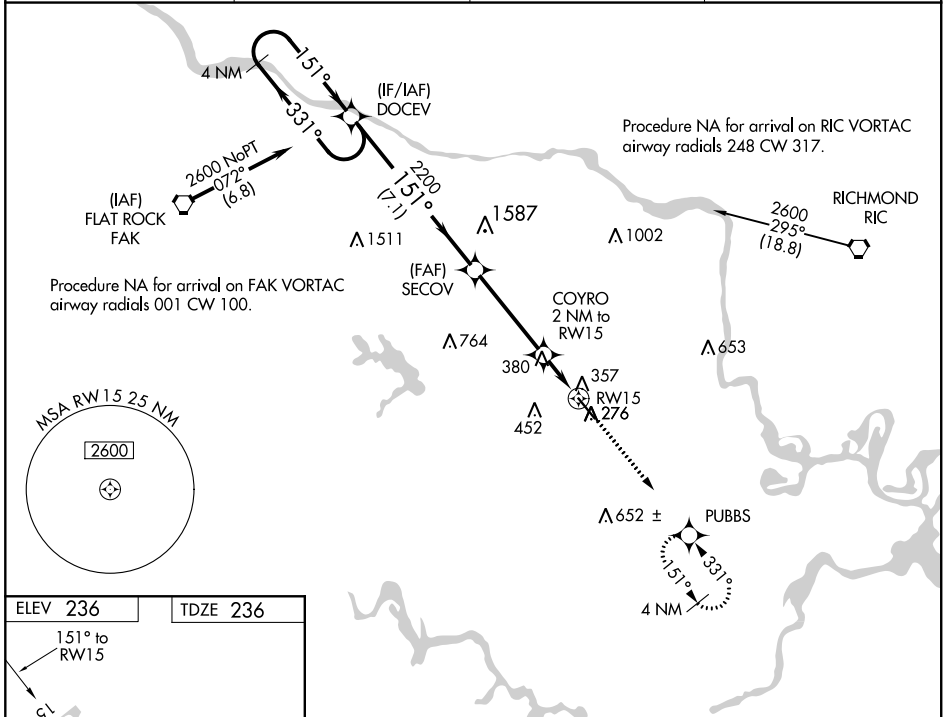 4 NM
151°
331°
(IF/IAF)
DOCEV
2600 NoPT
072°
(6.8)
(IAF)
FLAT ROCK
FAK
2200
151°
(7.1)
Procedure NA for arrival on RIC VORTAC
airway radials 248 CW 317.
RICHMOND
RIC
2600
295°
(18.8)
1511
1587
1002
Procedure NA for arrival on FAK VORTAC
airway radials 001 CW 100.
(FAF)
SECOV
COYRO
2 NM to
RW15
764
380
653
357
RW15
276
452
MSA RW15 25 NM
2600
652 ±
PUBBS
151°
331°
4 NM
ELEV 236
TDZE 236
151° to
RW15
15